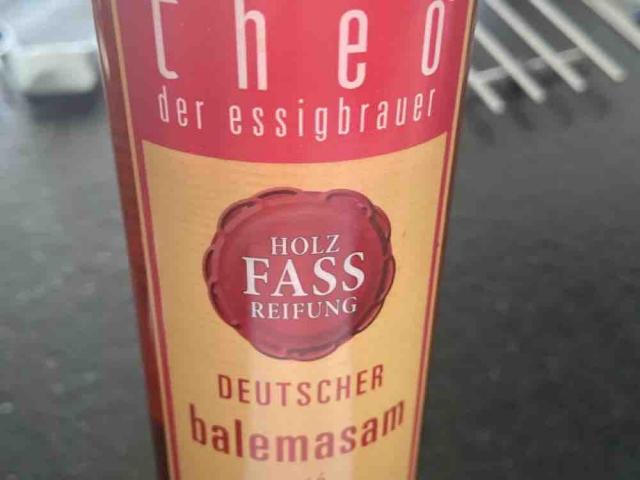 theo
der essigbrauer
HOLZ
FASS
REIFUNG
DEUTSCHER
balemasam